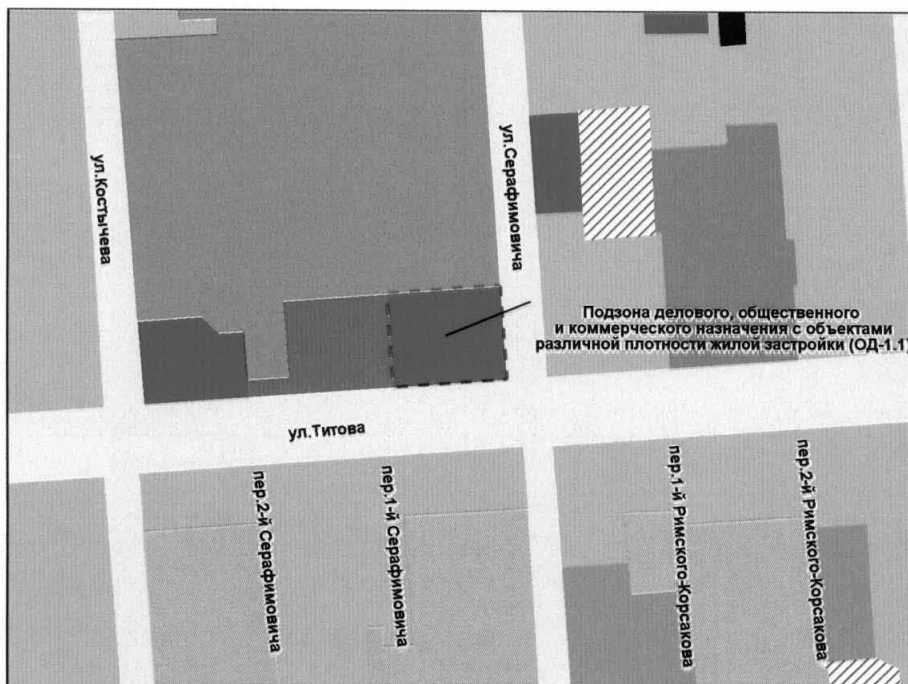 ул.Костычева
ул.Серафимовича
Подзона делового, общественного
и коммерческого назначения с объектами
различной плотности жилой застройки (ОД-1.1)
ул.Титова
пер.2-й Серафимовича
пер.1-й Серафимовича
пер.1-й Римского-Корсакова
пер.2-й Римского-Корсакова